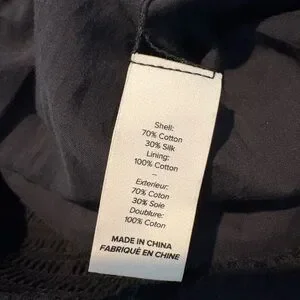 Shell:
70% Cotton
30% Silk
Lining:
100% Cotton
–
Exterieur:
70% Coton
30% Soie
Doublure:
100% Coton
MADE IN CHINA
FABRIQUÉ EN CHINE